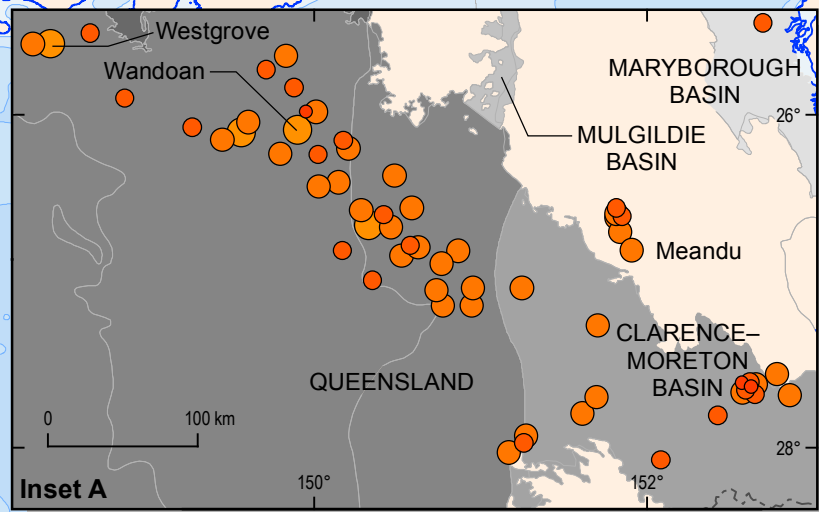 Westgrove
Wandoan
MARYBOROUGH
BASIN
26°
MULGILDIE
BASIN
Meandu
CLARENCE–
MORETON
BASIN
QUEENSLAND
0 100 km
28°
Inset A
150° 152°